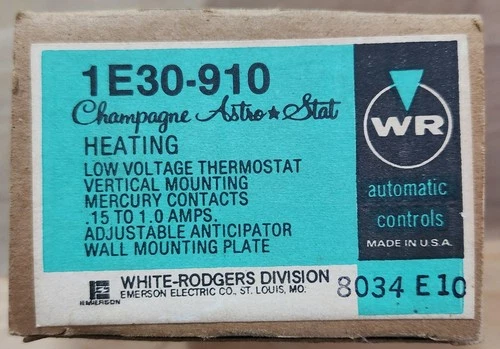 1E30-910
Champagne Astro★Stat
HEATING
LOW VOLTAGE THERMOSTAT
VERTICAL MOUNTING
MERCURY CONTACTS
.15 TO 1.0 AMPS.
ADJUSTABLE ANTICIPATOR
WALL MOUNTING PLATE
WR
automatic
controls
MADE IN U.S.A.
EMERSON
WHITE-RODGERS DIVISION
EMERSON ELECTRIC CO., ST. LOUIS, MO.
8034 E 10